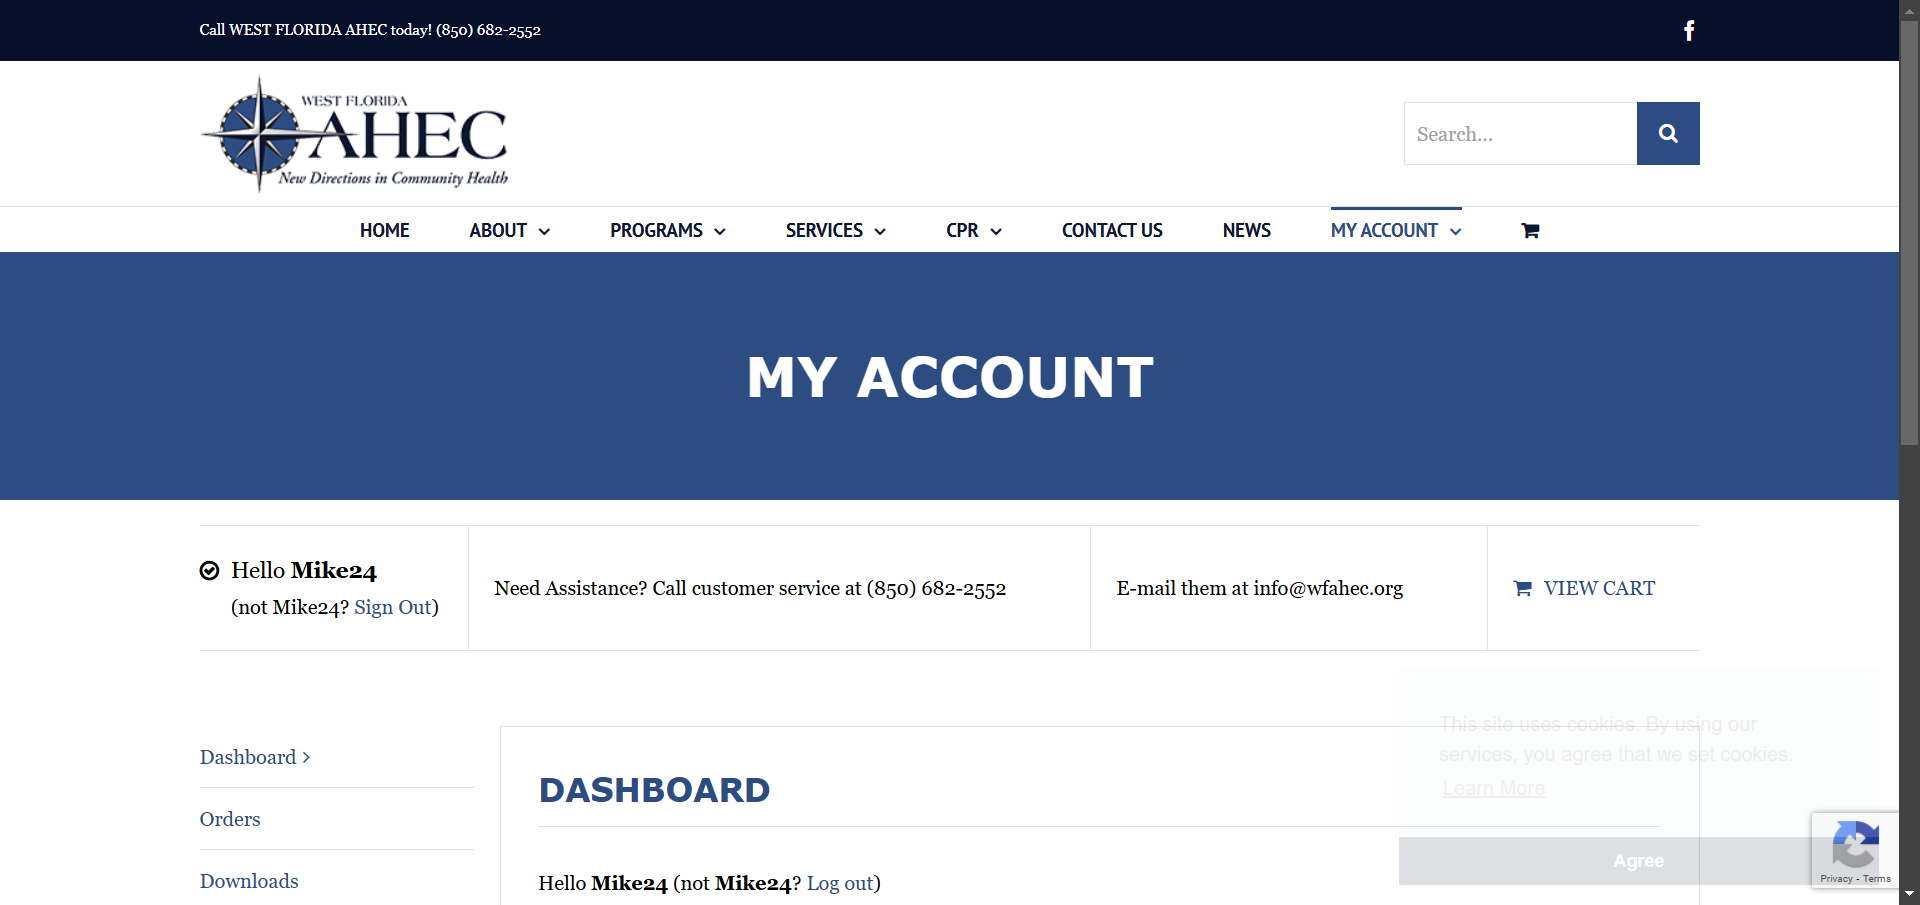 Call WEST FLORIDA AHEC today! (850) 682-2552
WEST FLORIDA
AHEC
New Directions in Community Health
Search...
HOME
ABOUT
PROGRAMS
SERVICES
CPR
CONTACT US
NEWS
MY ACCOUNT
MY ACCOUNT
Hello Mike24
(not Mike24? Sign Out)
Need Assistance? Call customer service at (850) 682-2552
E-mail them at info@wfahec.org
VIEW CART
Dashboard
Orders
Downloads
DASHBOARD
Hello Mike24 (not Mike24? Log out)
This site uses cookies. By using our
services, you agree that we set cookies.
Learn More
Agree
Privacy - Terms